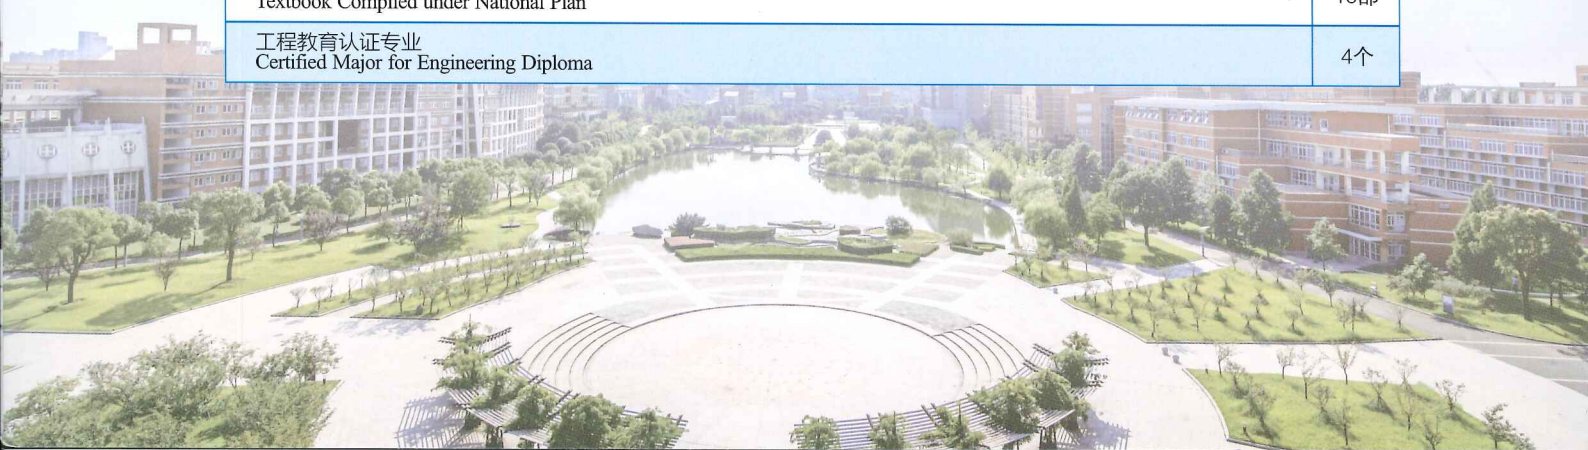 Textbook Compiled under National Plan
工程教育认证专业
Certified Major for Engineering Diploma
4个